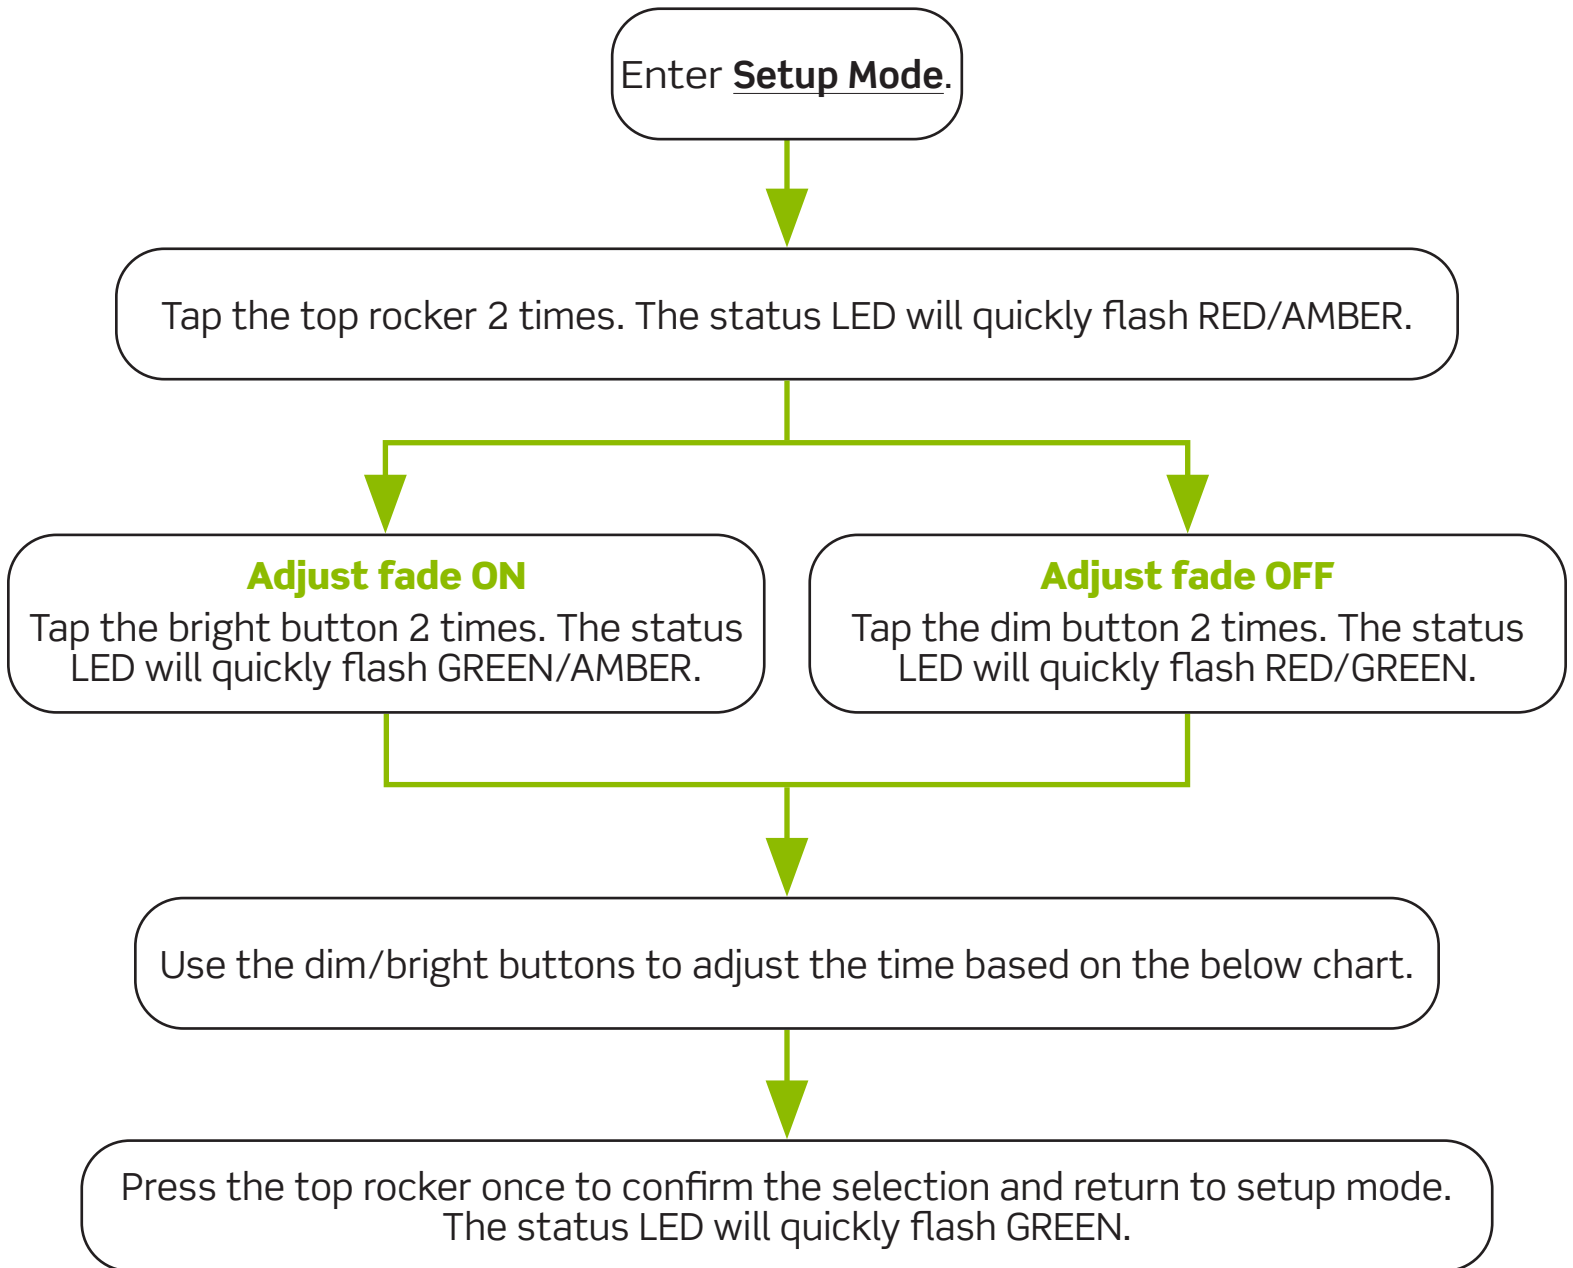 Enter Setup Mode.
Tap the top rocker 2 times. The status LED will quickly flash RED/AMBER.
Adjust fade ON
Tap the bright button 2 times. The status
LED will quickly flash GREEN/AMBER.
Adjust fade OFF
Tap the dim button 2 times. The status
LED will quickly flash RED/GREEN.
Use the dim/bright buttons to adjust the time based on the below chart.
Press the top rocker once to confirm the selection and return to setup mode.
The status LED will quickly flash GREEN.